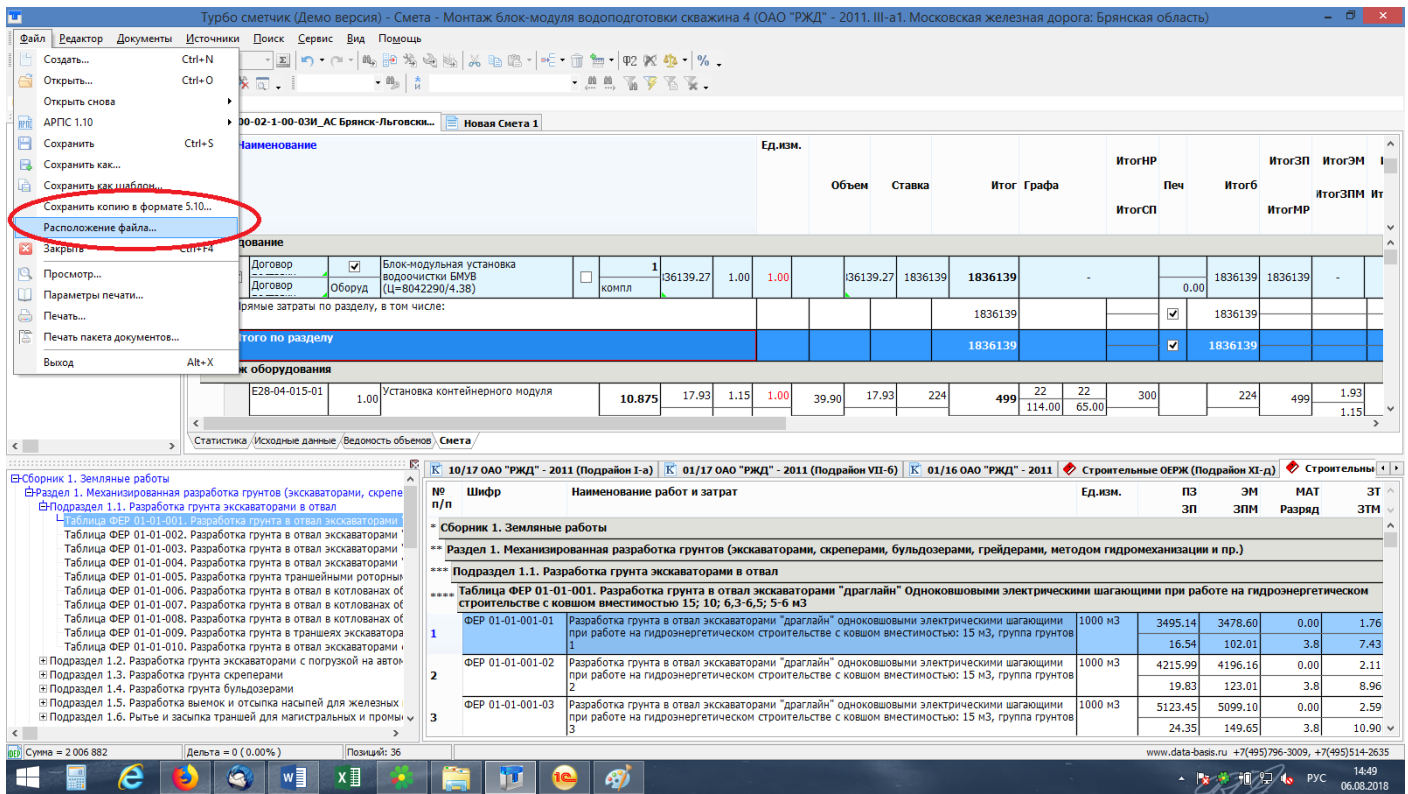 Турбо сметчик (Демо версия) - Смета - Монтаж блок-модуля водоподготовки скважина 4 (ОАО "РЖД" - 2011. III-а1. Московская железная дорога: Брянская область)
Файл Редактор Документы Источники Поиск Сервис Вид Помощь
Создать... Ctrl+N
Открыть... Ctrl+O
Открыть снова
АРПС 1.10
Сохранить Ctrl+S
Сохранить как...
Сохранить как шаблон...
Сохранить копию в формате 5.10...
Расположение файла...
Закрыть Ctrl+F4
Просмотр...
Параметры печати...
Печать...
Печать пакета документов...
Выход Alt+X
00-02-1-00-03И_АС Брянск-Льговски... Новая Смета 1
Наименование Ед.изм. Объем Ставка Итог Графа ИтогНР ИтогСП Печ Итогб ИтогЗП ИтогМР ИтогЭМ ИтогЗПМ
дование
Договор Договор Оборуд Блок-модульная установка 1
водоочистки БМУВ 836139.27 1.00 1.00 836139.27 1836139 1836139 - 0.00 1836139 1836139 -
(Ц=8042290/4.38) компл
рямые затраты по разделу, в том числе: 1836139 1836139
того по разделу 1836139 1836139
ж оборудования
Е28-04-015-01 1.00 Установка контейнерного модуля 10.875 17.93 1.15 1.00 39.90 17.93 224 499 22 22 300 224 499 1.93
114.00 65.00 1.15
Статистика Исходные данные Ведомость объемов Смета
Сборник 1. Земляные работы
Раздел 1. Механизированная разработка грунтов (экскаваторами, скрепе
Подраздел 1.1. Разработка грунта экскаваторами в отвал
Таблица ФЕР 01-01-001. Разработка грунта в отвал экскаваторами "
Таблица ФЕР 01-01-002. Разработка грунта в отвал экскаваторами "
Таблица ФЕР 01-01-003. Разработка грунта в отвал экскаваторами "
Таблица ФЕР 01-01-004. Разработка грунта в отвал экскаваторами "
Таблица ФЕР 01-01-005. Разработка грунта траншейными роторным
Таблица ФЕР 01-01-006. Разработка грунта в отвал в котлованах об
Таблица ФЕР 01-01-007. Разработка грунта в отвал в котлованах об
Таблица ФЕР 01-01-008. Разработка грунта в отвал в котлованах об
Таблица ФЕР 01-01-009. Разработка грунта в траншеях экскаватора
Таблица ФЕР 01-01-010. Разработка грунта в отвал экскаваторами
Подраздел 1.2. Разработка грунта экскаваторами с погрузкой на автом
Подраздел 1.3. Разработка грунта скреперами
Подраздел 1.4. Разработка грунта бульдозерами
Подраздел 1.5. Разработка выемок и отсыпка насыпей для железных
Подраздел 1.6. Рытье и засыпка траншей для магистральных и промы
10/17 ОАО "РЖД" - 2011 (Подрайон I-а) 01/17 ОАО "РЖД" - 2011 (Подрайон VII-б) 01/16 ОАО "РЖД" - 2011 Строительные ОЕРЖ (Подрайон XI-д) Строительны
№ п/п Шифр Наименование работ и затрат Ед.изм. ПЗ ЭМ МАТ ЗТ
ЗП ЗПМ Разряд ЗТМ
* Сборник 1. Земляные работы
** Раздел 1. Механизированная разработка грунтов (экскаваторами, скреперами, бульдозерами, грейдерами, методом гидромеханизации и пр.)
*** Подраздел 1.1. Разработка грунта экскаваторами в отвал
**** Таблица ФЕР 01-01-001. Разработка грунта в отвал экскаваторами "драглайн" Одноковшовыми электрическими шагающими при работе на гидроэнергетическом
строительстве с ковшом вместимостью 15; 10; 6,3-6,5; 5-6 м3
1 ФЕР 01-01-001-01 Разработка грунта в отвал экскаваторами "драглайн" одноковшовыми электрическими шагающими 1000 м3 3495.14 3478.60 0.00 1.76
при работе на гидроэнергетическом строительстве с ковшом вместимостью: 15 м3, группа грунтов
1 16.54 102.01 3.8 7.43
2 ФЕР 01-01-001-02 Разработка грунта в отвал экскаваторами "драглайн" одноковшовыми электрическими шагающими 1000 м3 4215.99 4196.16 0.00 2.11
при работе на гидроэнергетическом строительстве с ковшом вместимостью: 15 м3, группа грунтов
2 19.83 123.01 3.8 8.96
3 ФЕР 01-01-001-03 Разработка грунта в отвал экскаваторами "драглайн" одноковшовыми электрическими шагающими 1000 м3 5123.45 5099.10 0.00 2.59
при работе на гидроэнергетическом строительстве с ковшом вместимостью: 15 м3, группа грунтов
3 24.35 149.65 3.8 10.90
Сумма = 2 006 882 Дельта = 0 ( 0.00% ) Позиций: 36 www.data-basis.ru +7(495)796-3009, +7(495)514-2635
РУС 14:49
06.08.2018